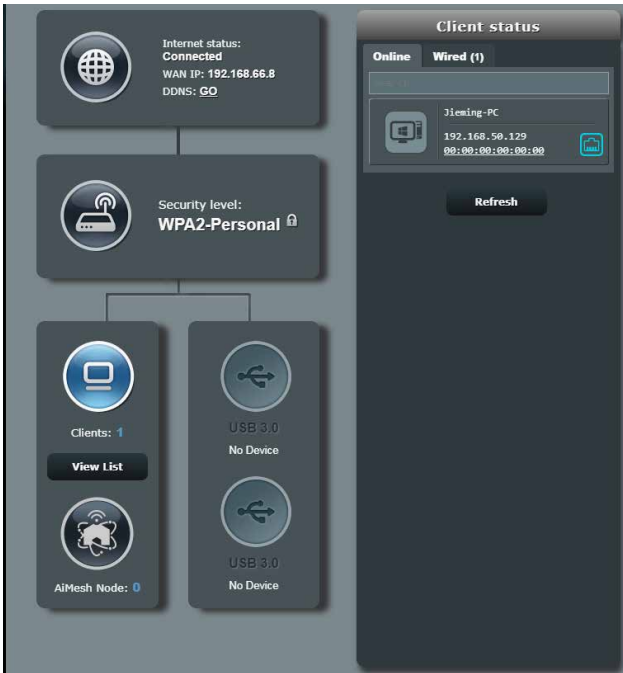 Internet status:
Connected
WAN IP: 192.168.66.8
DDNS: GO
Security level:
WPA2-Personal
Clients: 1
View List
AiMesh Node: 0
USB 3.0
No Device
USB 3.0
No Device
Client status
Online Wired (1)
Jieming-PC
192.168.50.129
00:00:00:00:00:00
Refresh